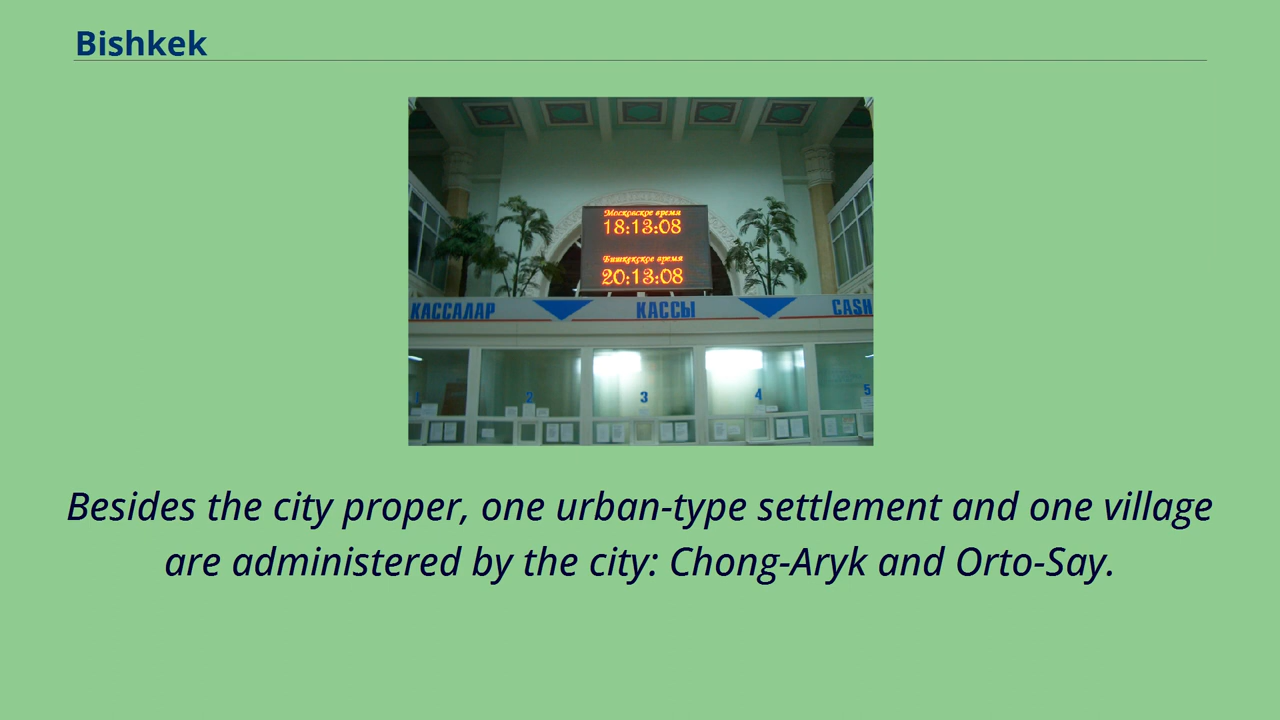 Bishkek
Московское время
18:13:08
Бишкекское время
20:13:08
КАССАЛАР КАССЫ CASH
1 2 3 4 5
Besides the city proper, one urban-type settlement and one village
are administered by the city: Chong-Aryk and Orto-Say.